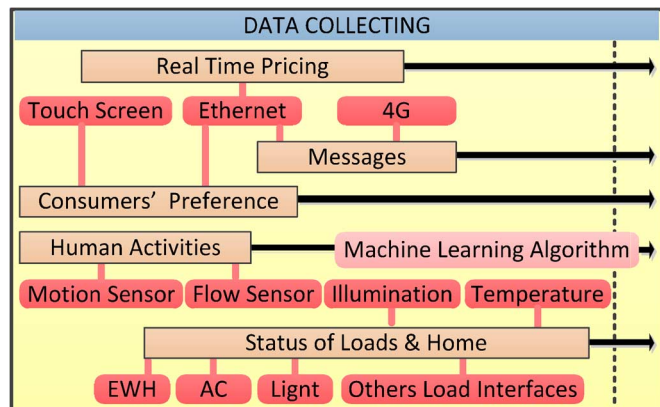 DATA COLLECTING
Real Time Pricing
Touch Screen Ethernet 4G
Messages
Consumers' Preference
Human Activities Machine Learning Algorithm
Motion Sensor Flow Sensor Illumination Temperature
Status of Loads & Home
EWH AC Lignt Others Load Interfaces